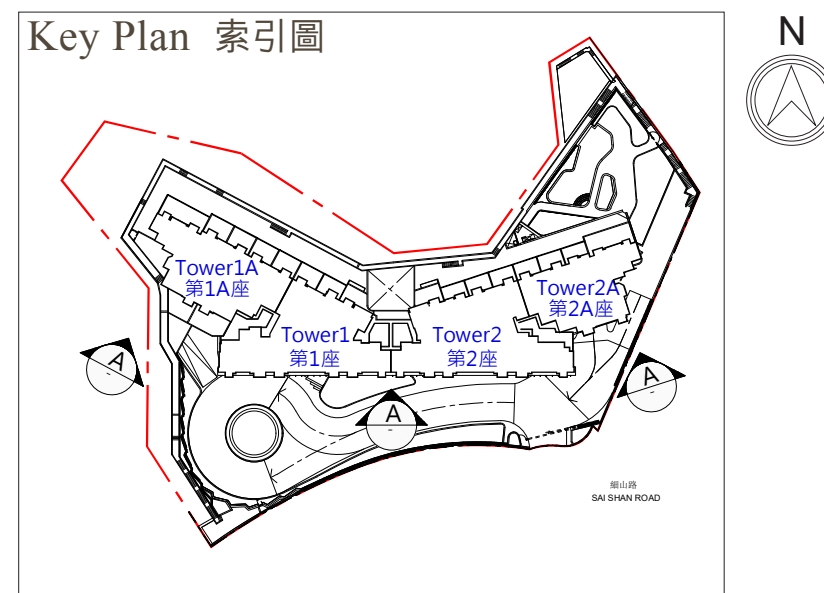 Key Plan 索引圖
N
Tower1A
第1A座
Tower2A
第2A座
Tower1
第1座
Tower2
第2座
A
-
A
-
A
-
細山路
SAI SHAN ROAD